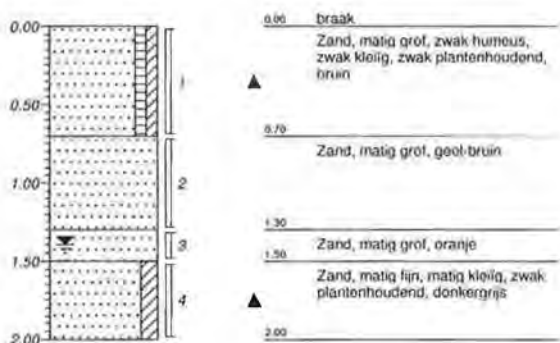 0.00
0.50
1.00
1.50
2.00
1
2
3
4
0.00 braak
Zand, matig grof, zwak humeus,
zwak kleiïg, zwak plantenhoudend,
bruin
0.70
Zand, matig grof, geel-bruin
1.30
Zand, matig grof, oranje
1.50
Zand, matig fijn, matig kleiïg, zwak
plantenhoudend, donkergrijs
2.00